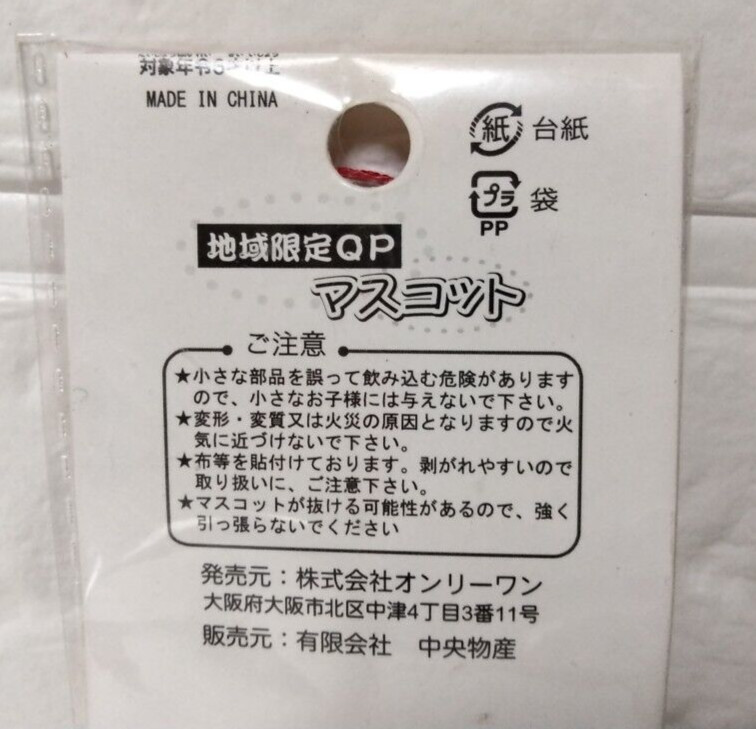 対象年令
MADE IN CHINA
紙 台紙
プラ 袋
PP
地域限定QP
マスコット
ご注意
★小さな部品を誤って飲み込む危険があります
ので、小さなお子様には与えないで下さい。
★変形・変質又は火災の原因となりますので火
気に近づけないで下さい。
★布等を貼付けております。剥がれやすいので
取り扱いに、ご注意下さい。
★マスコットが抜ける可能性があるので、強く
引っ張らないでください
発売元：株式会社オンリーワン
大阪府大阪市北区中津4丁目3番11号
販売元：有限会社　中央物産